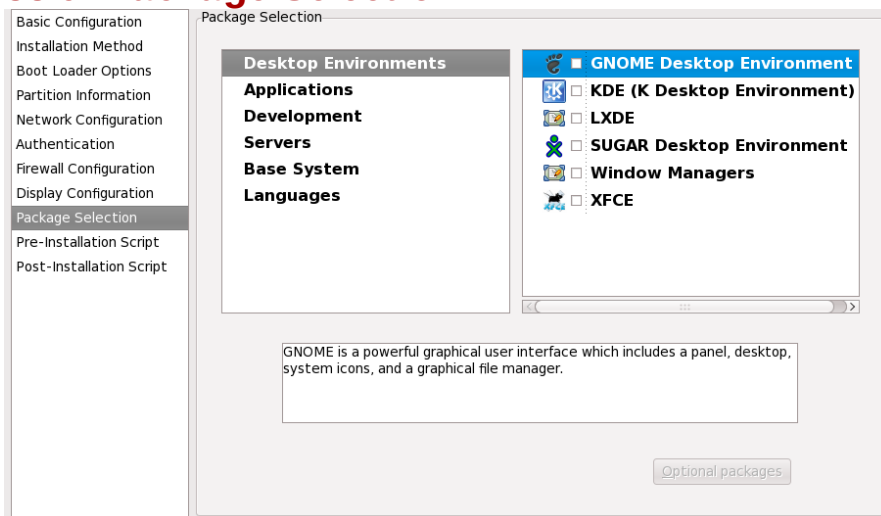 Package Selection
Basic Configuration
Installation Method
Boot Loader Options
Partition Information
Network Configuration
Authentication
Firewall Configuration
Display Configuration
Package Selection
Pre-Installation Script
Post-Installation Script
Desktop Environments
Applications
Development
Servers
Base System
Languages
GNOME Desktop Environment
KDE (K Desktop Environment)
LXDE
SUGAR Desktop Environment
Window Managers
XFCE
GNOME is a powerful graphical user interface which includes a panel, desktop,
system icons, and a graphical file manager.
Optional packages